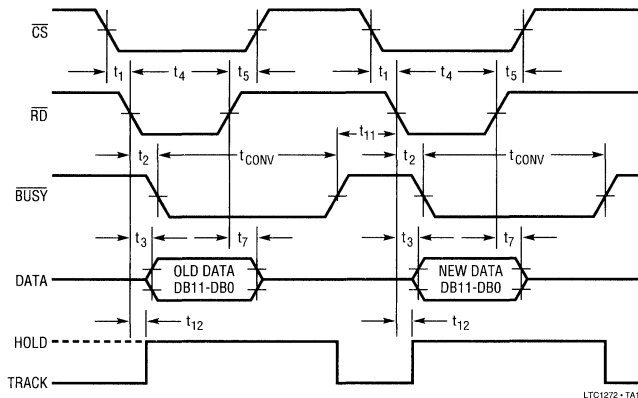 CS
t1 t4 t5 t1 t4 t5
RD
t11
t2 tCONV t2 tCONV
BUSY
t3 t7 t3 t7
DATA
OLD DATA
DB11-DB0
NEW DATA
DB11-DB0
t12 t12
HOLD
TRACK
LTC1272 • TA1